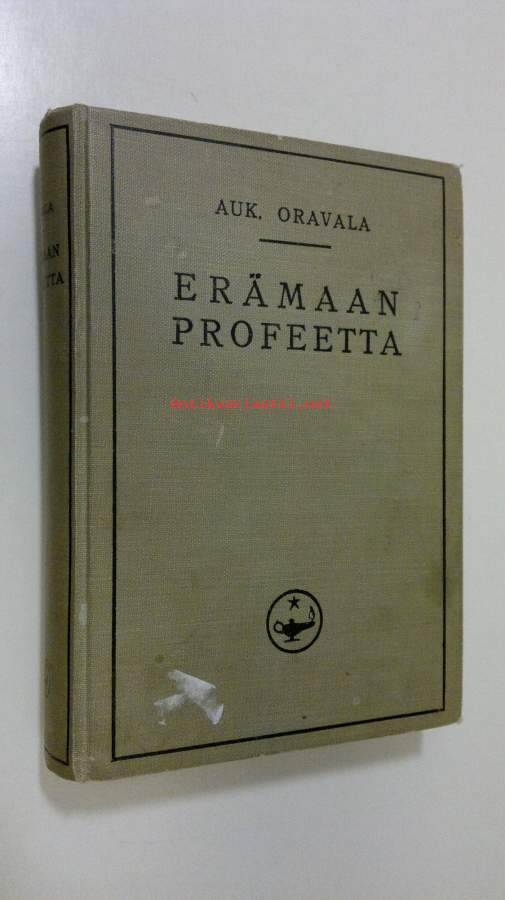 AUK. ORAVALA
ERÄMAAN
PROFEETTA
Antikvariaatti.net